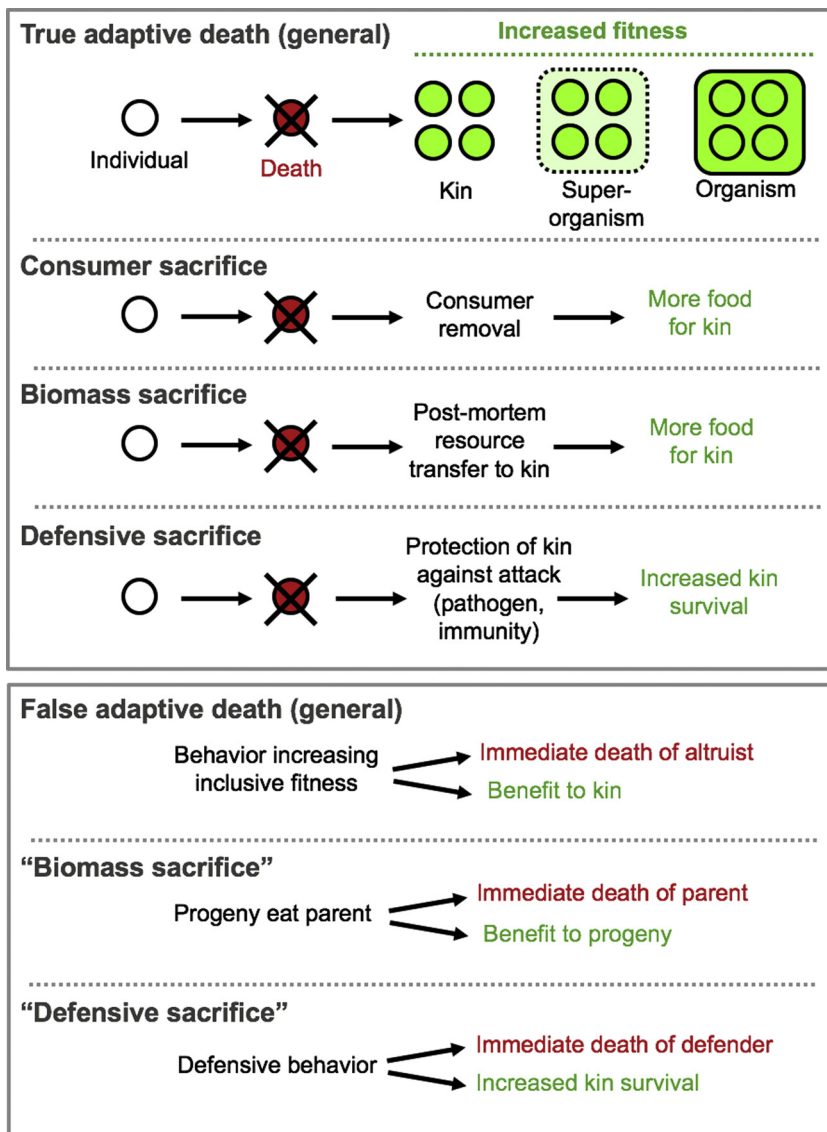 True adaptive death (general)
Increased fitness
Individual
Death
Kin
Super-
organism
Organism
Consumer sacrifice
Consumer
removal
More food
for kin
Biomass sacrifice
Post-mortem
resource
transfer to kin
More food
for kin
Defensive sacrifice
Protection of kin
against attack
(pathogen,
immunity)
Increased kin
survival
False adaptive death (general)
Behavior increasing
inclusive fitness
Immediate death of altruist
Benefit to kin
“Biomass sacrifice”
Progeny eat parent
Immediate death of parent
Benefit to progeny
“Defensive sacrifice”
Defensive behavior
Immediate death of defender
Increased kin survival